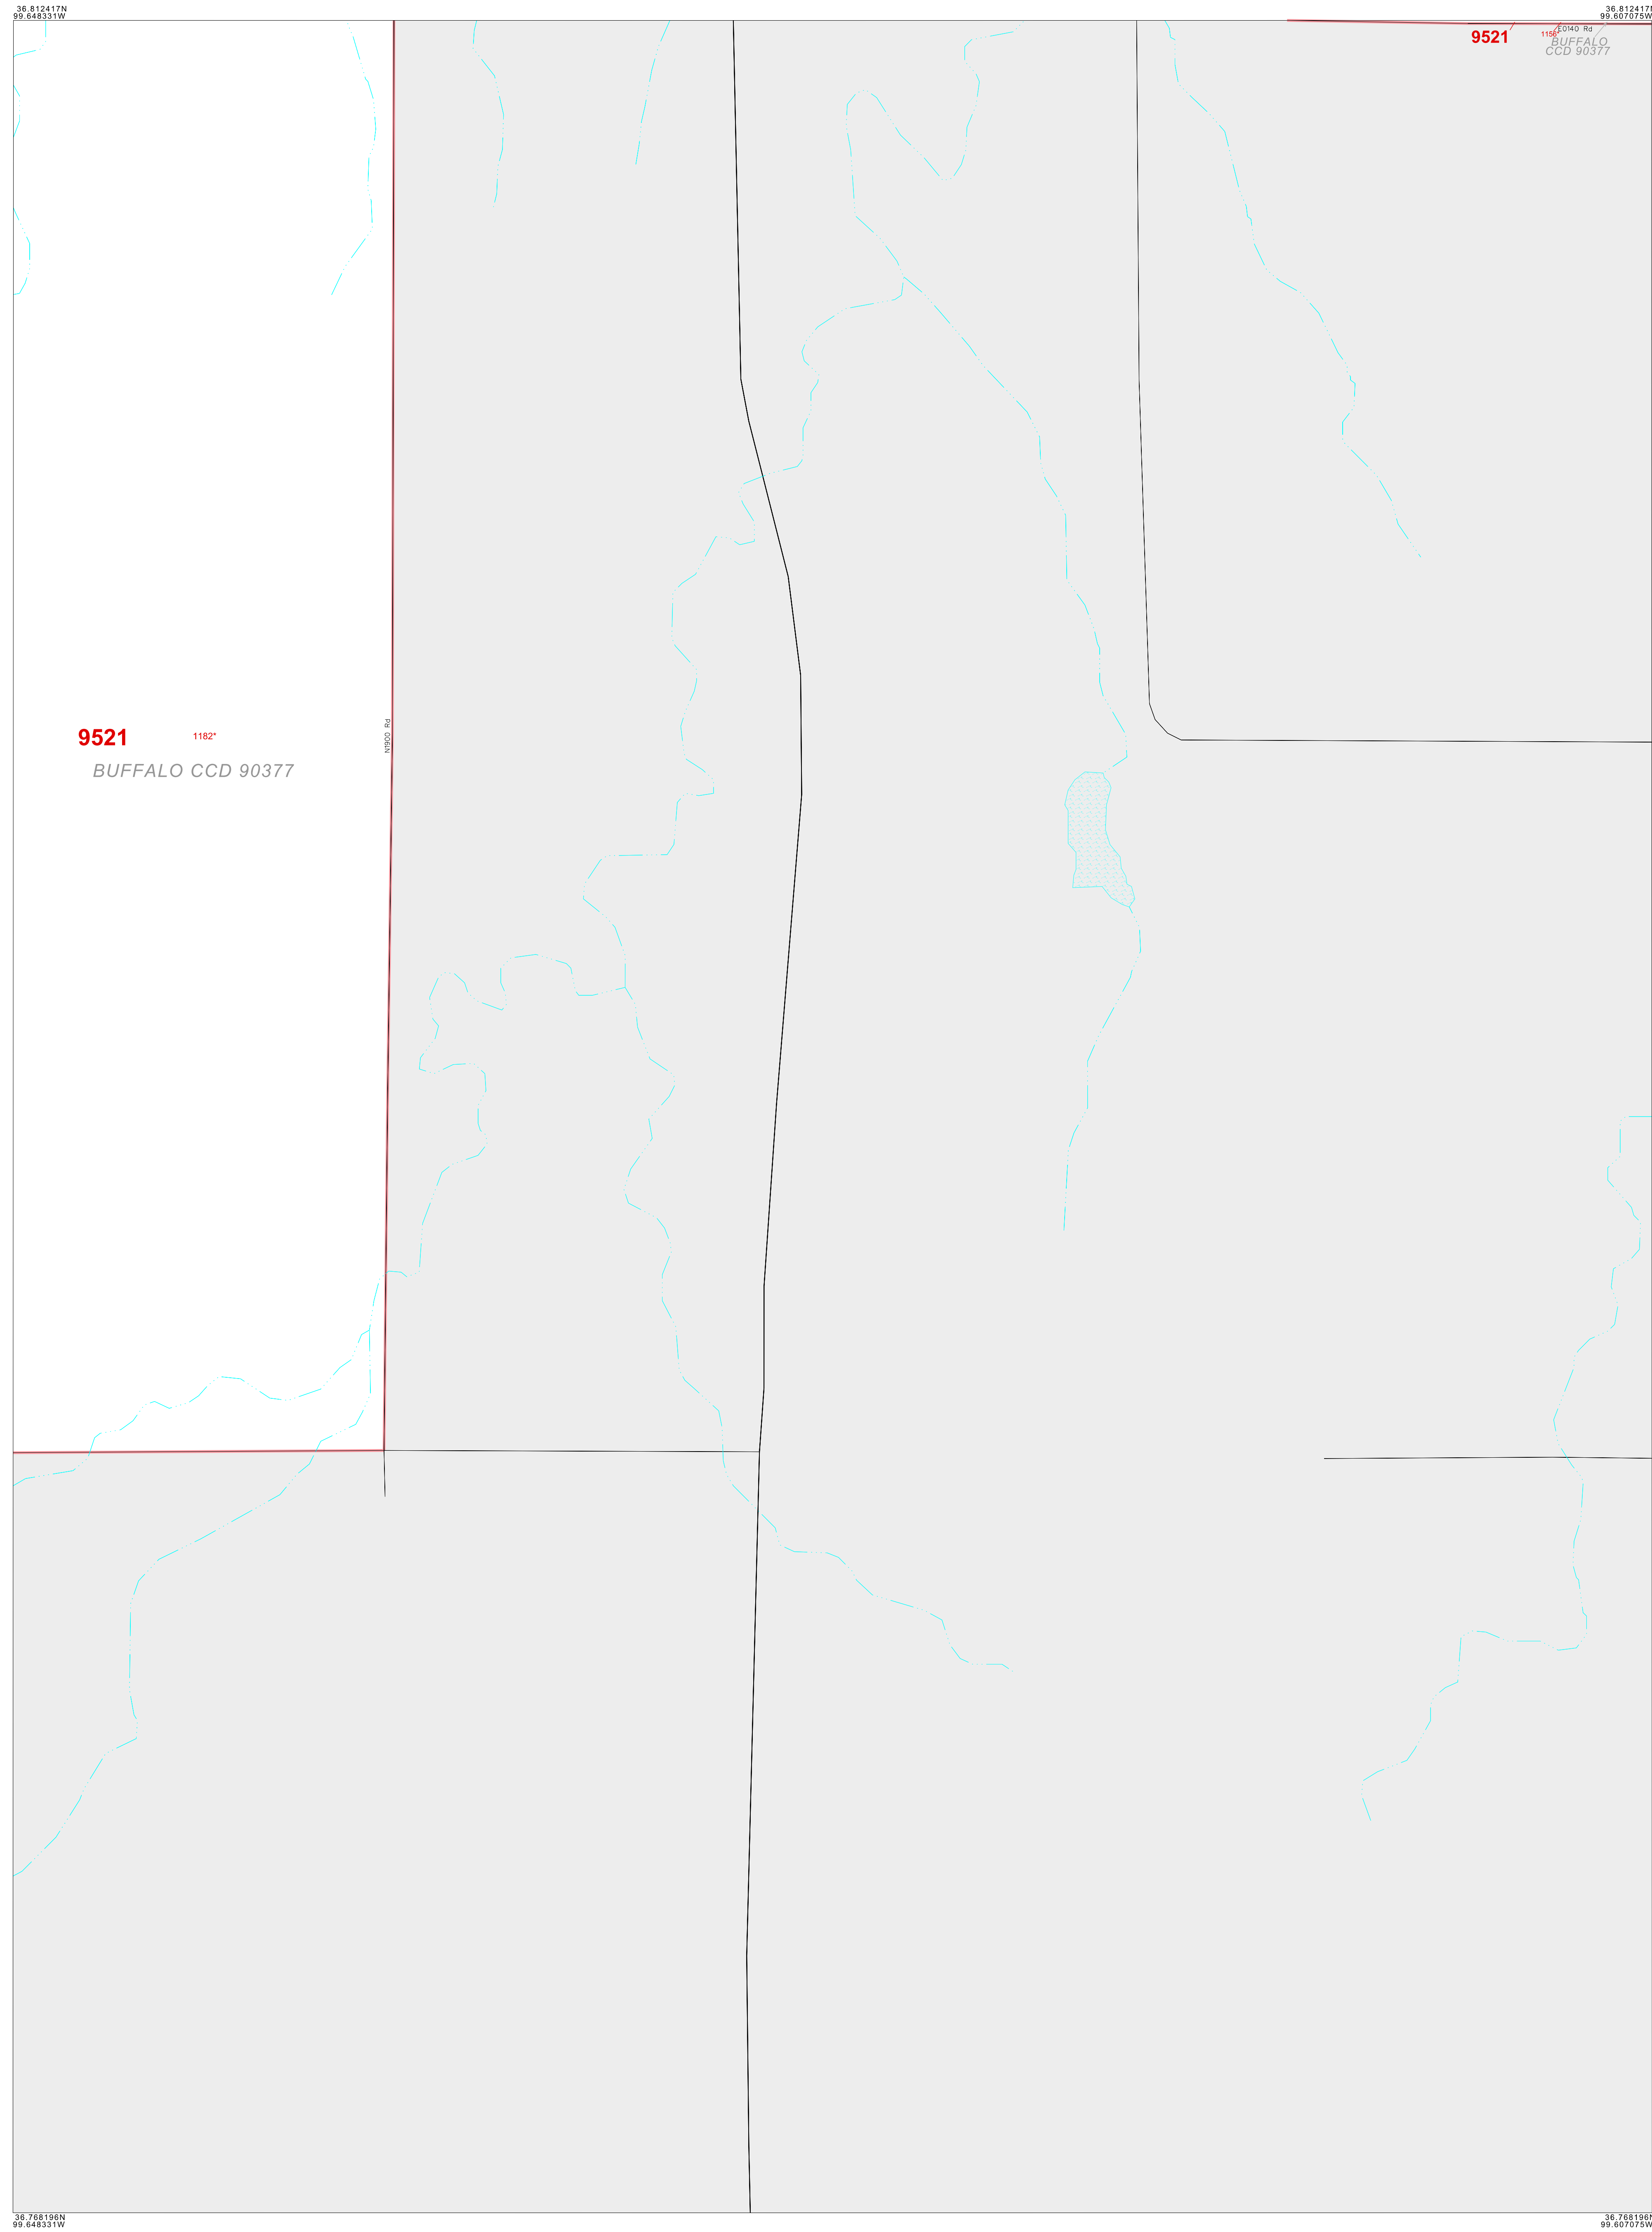 36.812417N
99.648331W
36.812417N
99.607075W
E0140 Rd
9521
1156*
BUFFALO
CCD 90377
N1900 Rd
9521
1182*
BUFFALO CCD 90377
36.768196N
99.648331W
36.768196N
99.607075W